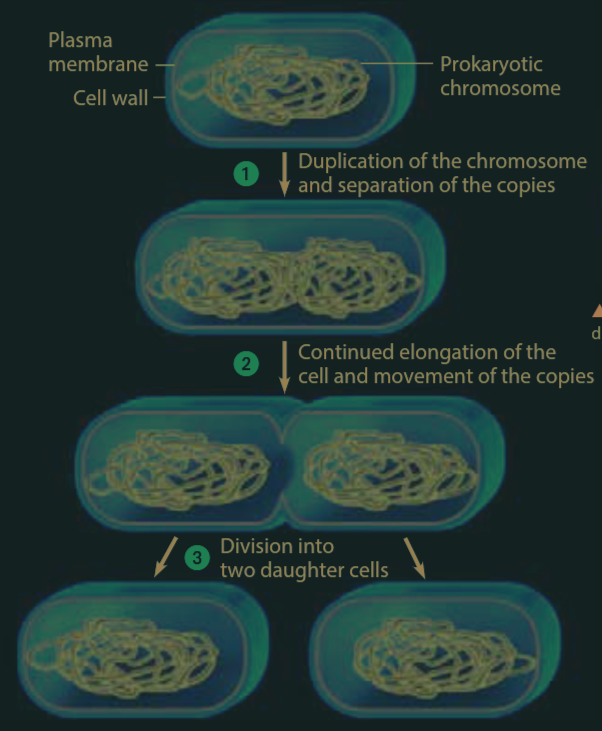 Plasma
membrane
Cell wall
Prokaryotic
chromosome
1
Duplication of the chromosome
and separation of the copies
2
Continued elongation of the
cell and movement of the copies
d
3
Division into
two daughter cells